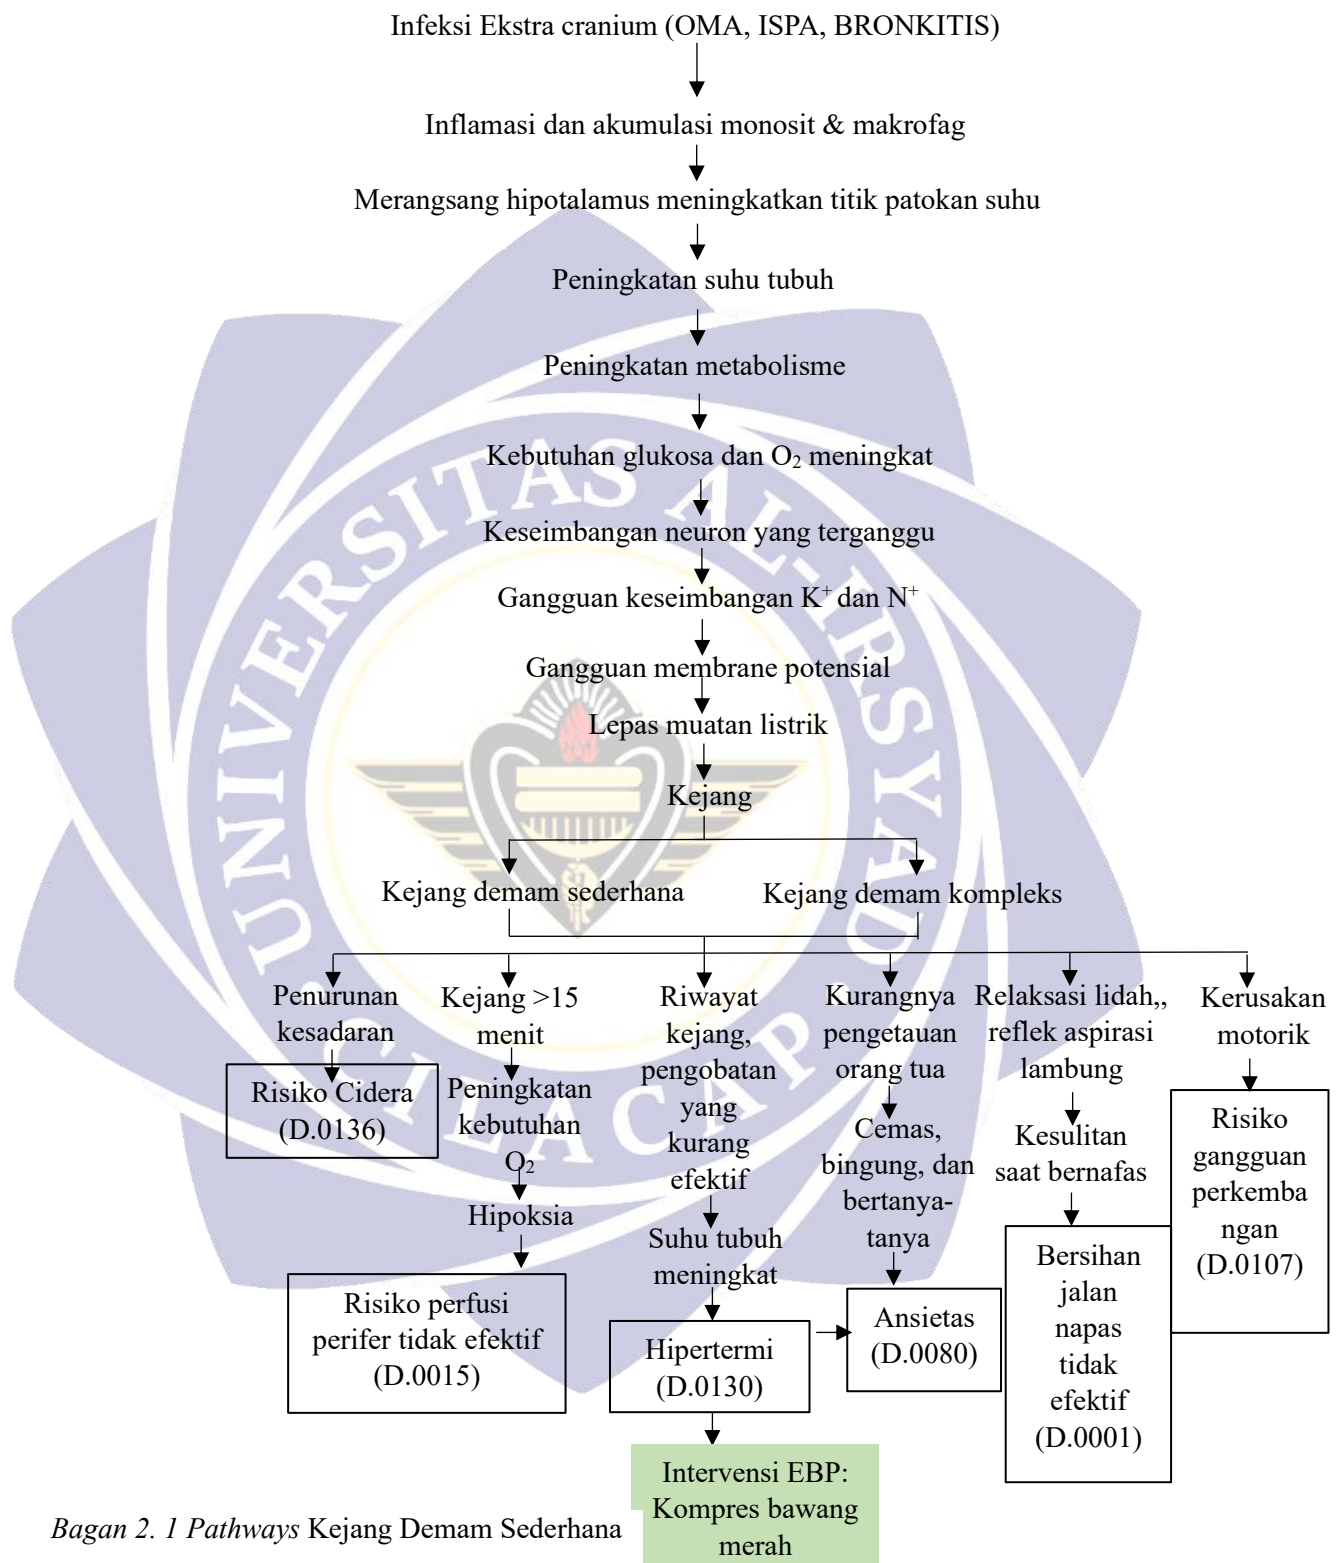 Infeksi Ekstra cranium (OMA, ISPA, BRONKITIS)
Inflamasi dan akumulasi monosit & makrofag
Merangsang hipotalamus meningkatkan titik patokan suhu
Peningkatan suhu tubuh
Peningkatan metabolisme
Kebutuhan glukosa dan O₂ meningkat
Keseimbangan neuron yang terganggu
Gangguan keseimbangan K⁺ dan N⁺
Gangguan membrane potensial
Lepas muatan listrik
Kejang
Kejang demam sederhana
Kejang demam kompleks
Penurunan
kesadaran
Risiko Cidera
(D.0136)
Kejang >15
menit
Peningkatan
kebutuhan
O₂
Hipoksia
Risiko perfusi
perifer tidak efektif
(D.0015)
Riwayat
kejang,
pengobatan
yang
kurang
efektif
Suhu tubuh
meningkat
Hipertermi
(D.0130)
Intervensi EBP:
Kompres bawang
merah
Kurangnya
pengetauan
orang tua
Cemas,
bingung, dan
bertanya-
tanya
Ansietas
(D.0080)
Relaksasi lidah,,
reflek aspirasi
lambung
Kesulitan
saat bernafas
Bersihan
jalan
napas
tidak
efektif
(D.0001)
Kerusakan
motorik
Risiko
gangguan
perkemba
ngan
(D.0107)
Bagan 2. 1 Pathways Kejang Demam Sederhana
UNIVERSITAS AL-IRSYAD
CILACAP